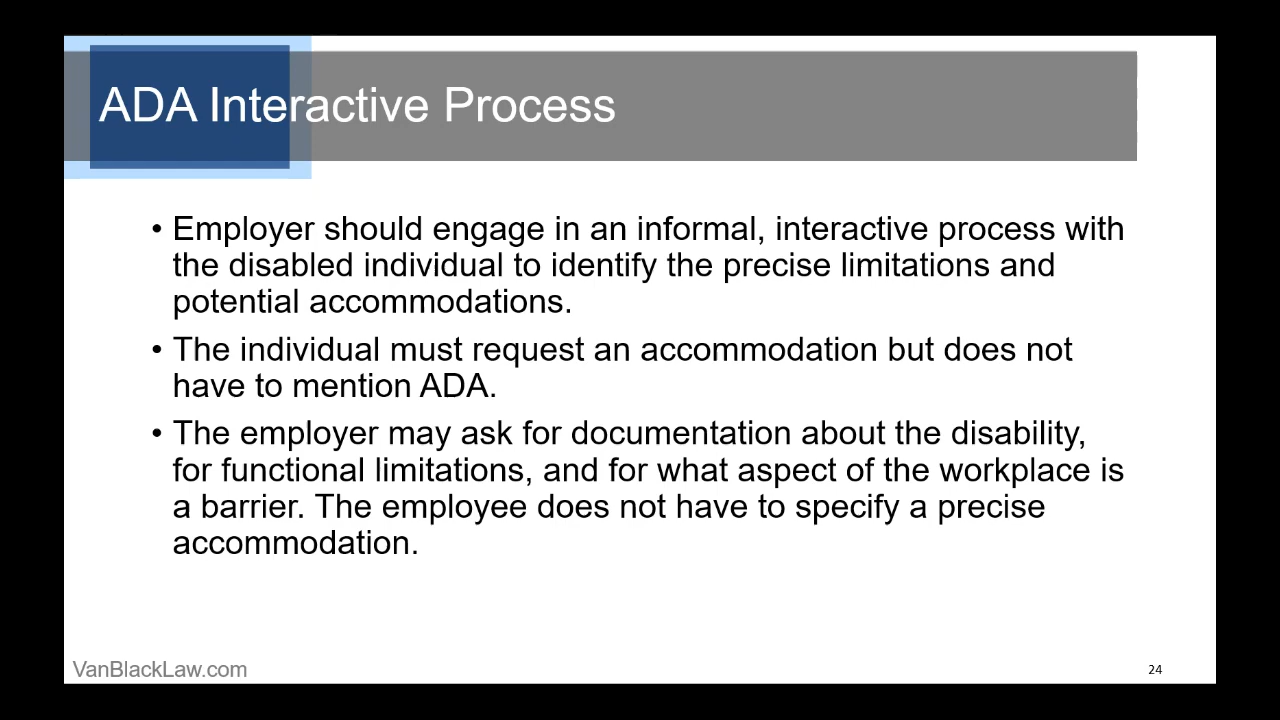 ADA Interactive Process
• Employer should engage in an informal, interactive process with
the disabled individual to identify the precise limitations and
potential accommodations.
• The individual must request an accommodation but does not
have to mention ADA.
• The employer may ask for documentation about the disability,
for functional limitations, and for what aspect of the workplace is
a barrier. The employee does not have to specify a precise
accommodation.
VanBlackLaw.com
24